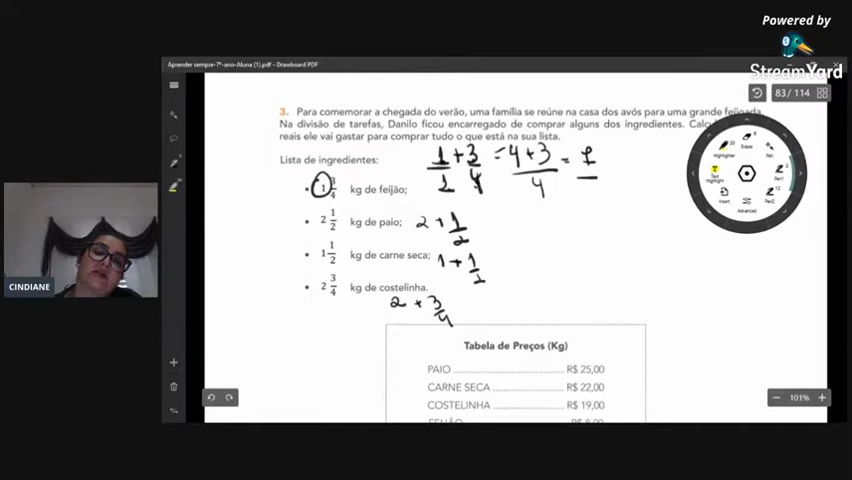 Powered by
StreamYard
Aprender sempre-7º-ano-Aluna (1).pdf - Drawboard PDF
83 / 114
3. Para comemorar a chegada do verão, uma família se reúne na casa dos avós para uma grande feijoada.
Na divisão de tarefas, Danilo ficou encarregado de comprar alguns dos ingredientes.
reais ele vai gastar para comprar tudo o que está na sua lista.
Lista de ingredientes:
1/2 + 3/4 = 4+3/4 =
• 1 3/4 kg de feijão;
• 2 1/2 kg de paio; 2 + 1/2
• 1 1/2 kg de carne seca; 1 + 1/2
• 2 3/4 kg de costelinha.
2 + 3/4
Tabela de Preços (Kg)
PAIO ........................................ R$ 25,00
CARNE SECA ........................... R$ 22,00
COSTELINHA ........................... R$ 19,00
Highlighter
Erase
Pen
Text Highlight
Pen1
Insert
Pen2
Advanced
CINDIANE
101%